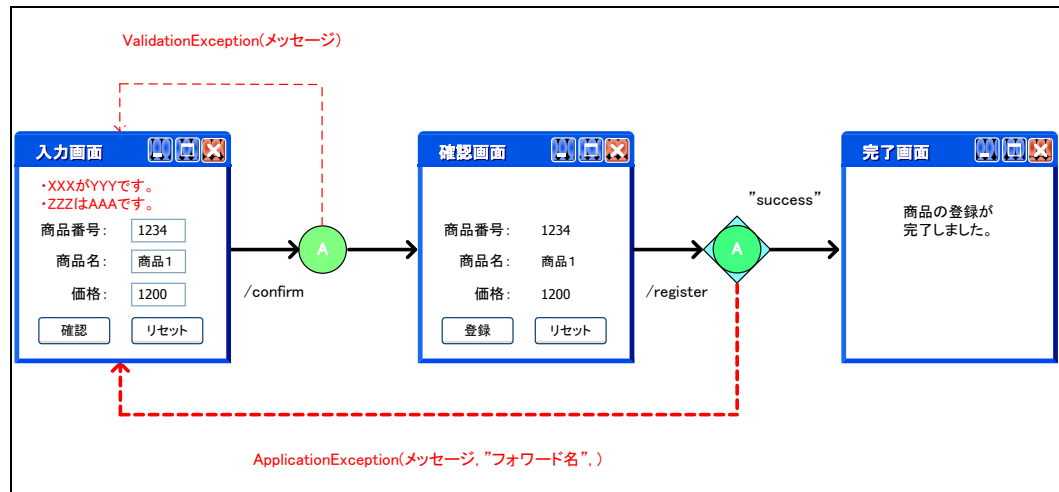 ValidationException(メッセージ)
入力画面
・XXXがYYYです。
・ZZZはAAAです。
商品番号: 1234
商品名: 商品1
価格: 1200
確認 リセット
/confirm
A
確認画面
商品番号: 1234
商品名: 商品1
価格: 1200
登録 リセット
/register
"success"
A
完了画面
商品の登録が
完了しました。
ApplicationException(メッセージ, "フォワード名", )